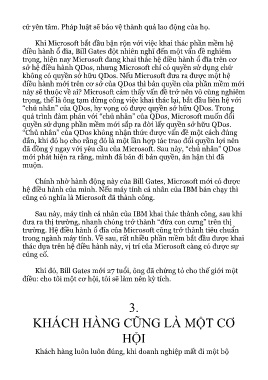 cứ yên tâm. Pháp luật sẽ bảo vệ thành quả lao động của họ.
Khi Microsoft bắt đầu bận rộn với việc khai thác phần mềm hệ
điều hành ổ đĩa, Bill Gates đột nhiên nghĩ đến một vấn đề nghiêm
trọng, hiện nay Microsoft đang khai thác hệ điều hành ổ đĩa trên cơ
sở hệ điều hành QDos, nhưng Microsoft chỉ có quyền sử dụng chứ
không có quyền sở hữu QDos. Nếu Microsoft đưa ra được một hệ
điều hành mới trên cơ sở của QDos thì bản quyền của phần mềm mới
này sẽ thuộc về ai? Microsoft cảm thấy vấn đề trở nên vô cùng nghiêm
trọng, thế là ông tạm dừng công việc khai thác lại, bắt đầu liên hệ với
“chủ nhân” của QDos, hy vọng có được quyền sở hữu QDos. Trong
quá trình đàm phán với “chủ nhân” của QDos, Microsoft muốn đổi
quyền sử dụng phần mềm mới sắp ra đời lấy quyền sở hữu QDos.
“Chủ nhân” của QDos không nhận thức được vấn đề một cách đúng
đắn, khi đó họ cho rằng đó là một lần hợp tác trao đổi quyền lợi nên
đã đồng ý ngay với yêu cầu của Microsoft. Sau này, “chủ nhân” QDos
mới phát hiện ra rằng, mình đã bán đi bản quyền, ân hận thì đã
muộn.
Chính nhờ hành động này của Bill Gates, Microsoft mới có được
hệ điều hành của mình. Nếu máy tính cá nhân của IBM bán chạy thì
cũng có nghĩa là Microsoft đã thành công.
Sau này, máy tính cá nhân của IBM khai thác thành công, sau khi
đưa ra thị trường, nhanh chóng trở thành “đứa con cưng” trên thị
trường. Hệ điều hành ổ đĩa của Microsoft cũng trở thành tiêu chuẩn
trong ngành máy tính. Về sau, rất nhiều phần mềm bắt đầu được khai
thác dựa trên hệ điều hành này, vị trí của Microsoft càng có được sự
củng cố.
Khi đó, Bill Gates mới 27 tuổi, ông đã chứng tỏ cho thế giới một
điều: cho tôi một cơ hội, tôi sẽ làm nên kỳ tích.
3.
KHÁCH HÀNG CŨNG LÀ MỘT CƠ
HỘI
Khách hàng luôn luôn đúng, khi doanh nghiệp mất đi một bộ